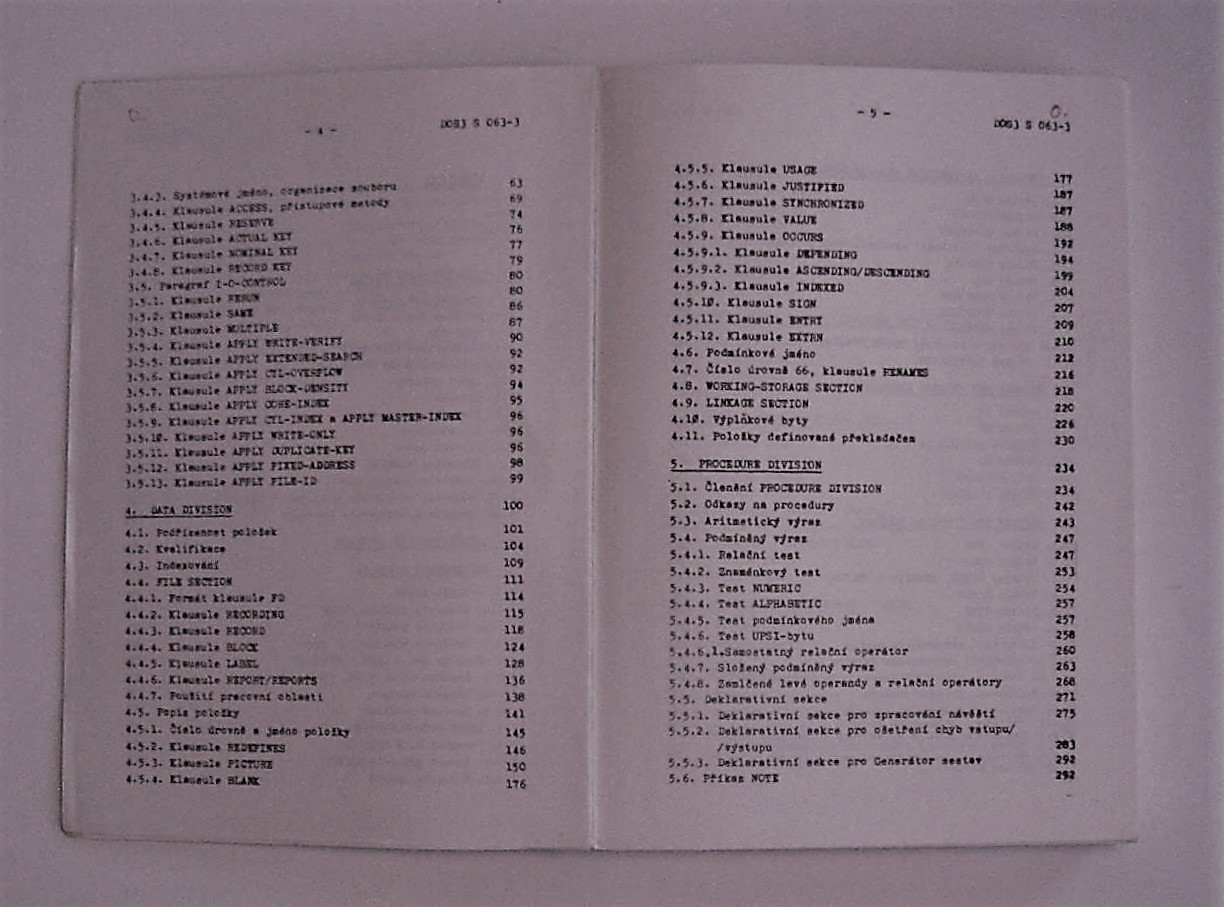 - 4 -
DOS3 S 063-3
3.4.3. Systémové jméno, organizace souboru 63
3.4.4. Klausule ACCESS, přístupové metody 69
3.4.5. Klausule RESERVE 74
3.4.6. Klausule ACTUAL KEY 76
3.4.7. Klausule NOMINAL KEY 77
3.4.8. Klausule RECORD KEY 79
3.5. Paragraf I-O-CONTROL 80
3.5.1. Klausule RERUN 80
3.5.2. Klausule SAME 86
3.5.3. Klausule MULTIPLE 87
3.5.4. Klausule APPLY WRITE-VERIFY 90
3.5.5. Klausule APPLY EXTENDED-SEARCH 92
3.5.6. Klausule APPLY CYL-OVERFLOW 92
3.5.7. Klausule APPLY BLOCK-DENSITY 94
3.5.8. Klausule APPLY CORE-INDEX 95
3.5.9. Klausule APPLY CYL-INDEX a APPLY MASTER-INDEX 96
3.5.10. Klausule APPLY WRITE-ONLY 96
3.5.11. Klausule APPLY DUPLICATE-KEY 96
3.5.12. Klausule APPLY FIXED-ADDRESS 98
3.5.13. Klausule APPLY FILE-ID 99
4. DATA DIVISION 100
4.1. Podřízenost položek 101
4.2. Kvalifikace 104
4.3. Indexování 109
4.4. FILE SECTION 111
4.4.1. Formát klausule FD 114
4.4.2. Klausule RECORDING 115
4.4.3. Klausule RECORD 118
4.4.4. Klausule BLOCK 124
4.4.5. Klausule LABEL 128
4.4.6. Klausule REPORT/REPORTS 136
4.4.7. Použití pracovní oblasti 138
4.5. Popis položky 141
4.5.1. Číslo úrovně a jméno položky 145
4.5.2. Klausule REDEFINES 146
4.5.3. Klausule PICTURE 150
4.5.4. Klausule BLANK 176
- 5 -
DOS3 S 063-3
4.5.5. Klausule USAGE 177
4.5.6. Klausule JUSTIFIED 187
4.5.7. Klausule SYNCHRONIZED 187
4.5.8. Klausule VALUE 188
4.5.9. Klausule OCCURS 192
4.5.9.1. Klausule DEPENDING 194
4.5.9.2. Klausule ASCENDING/DESCENDING 199
4.5.9.3. Klausule INDEXED 204
4.5.10. Klausule SIGN 207
4.5.11. Klausule ENTRY 209
4.5.12. Klausule EXTRN 210
4.6. Podmínkové jméno 212
4.7. Číslo úrovně 66, klausule RENAMES 216
4.8. WORKING-STORAGE SECTION 218
4.9. LINKAGE SECTION 220
4.10. Výplňkové byty 226
4.11. Položky definované překladačem 230
5. PROCEDURE DIVISION 234
5.1. Členění PROCEDURE DIVISION 234
5.2. Odkazy na procedury 242
5.3. Aritmetický výraz 243
5.4. Podmíněný výraz 247
5.4.1. Relační test 247
5.4.2. Znaménkový test 253
5.4.3. Test NUMERIC 254
5.4.4. Test ALPHABETIC 257
5.4.5. Test podmínkového jména 257
5.4.6. Test UPSI-bytu 258
5.4.6.1.Samostatný relační operátor 260
5.4.7. Složený podmíněný výraz 263
5.4.8. Zamlčené levé operandy a relační operátory 268
5.5. Deklarativní sekce 271
5.5.1. Deklarativní sekce pro zpracování návěští 275
5.5.2. Deklarativní sekce pro ošetření chyb vstupu/
/výstupu 283
5.5.3. Deklarativní sekce pro Generátor sestav 292
5.6. Příkaz NOTE 292